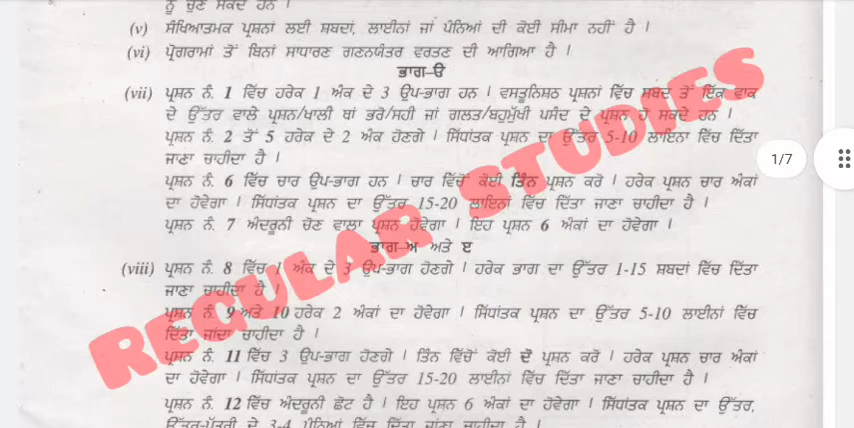 ਨੂੰ ਚੁਣ ਸਕਦੇ ਹਨ ।
(v) ਸੰਖਿਆਤਮਕ ਪ੍ਰਸ਼ਨਾਂ ਲਈ ਸ਼ਬਦਾਂ, ਲਾਈਨਾਂ ਜਾਂ ਪੰਨਿਆਂ ਦੀ ਕੋਈ ਸੀਮਾ ਨਹੀਂ ਹੈ ।
(vi) ਪ੍ਰੋਗਰਾਮਾਂ ਤੋਂ ਬਿਨਾਂ ਸਾਧਾਰਣ ਗਣਨਯੰਤਰ ਵਰਤਣ ਦੀ ਆਗਿਆ ਹੈ ।
ਭਾਗ-ੳ
(vii) ਪ੍ਰਸ਼ਨ ਨੰ. 1 ਵਿੱਚ ਹਰੇਕ 1 ਅੰਕ ਦੇ 3 ਉਪ-ਭਾਗ ਹਨ । ਵਸਤੂਨਿਸ਼ਠ ਪ੍ਰਸ਼ਨਾਂ ਵਿੱਚ ਸ਼ਬਦ ਤੋਂ ਇੱਕ ਵਾਕ
ਦੇ ਉੱਤਰ ਵਾਲੇ ਪ੍ਰਸ਼ਨ/ਖਾਲੀ ਥਾਂ ਭਰੋ/ਸਹੀ ਜਾਂ ਗਲਤ/ਬਹੁਮੁੱਖੀ ਪਸੰਦ ਦੇ ਪ੍ਰਸ਼ਨ ਹੋ ਸਕਦੇ ਹਨ ।
ਪ੍ਰਸ਼ਨ ਨੰ. 2 ਤੋਂ 5 ਹਰੇਕ ਦੇ 2 ਅੰਕ ਹੋਣਗੇ । ਸਿੱਧਾਂਤਕ ਪ੍ਰਸ਼ਨ ਦਾ ਉੱਤਰ 5-10 ਲਾਇਨਾ ਵਿੱਚ ਦਿੱਤਾ
ਜਾਣਾ ਚਾਹੀਦਾ ਹੈ ।
1/7
ਪ੍ਰਸ਼ਨ ਨੰ. 6 ਵਿੱਚ ਚਾਰ ਉਪ-ਭਾਗ ਹਨ । ਚਾਰ ਵਿੱਚੋਂ ਕੋਈ ਤਿੰਨ ਪ੍ਰਸ਼ਨ ਕਰੋ । ਹਰੇਕ ਪ੍ਰਸ਼ਨ ਚਾਰ ਅੰਕਾਂ
ਦਾ ਹੋਵੇਗਾ । ਸਿੱਧਾਂਤਕ ਪ੍ਰਸ਼ਨ ਦਾ ਉੱਤਰ 15-20 ਲਾਇਨਾਂ ਵਿੱਚ ਦਿੱਤਾ ਜਾਣਾ ਚਾਹੀਦਾ ਹੈ ।
ਪ੍ਰਸ਼ਨ ਨੰ. 7 ਅੰਦਰੂਨੀ ਚੋਣ ਵਾਲਾ ਪ੍ਰਸ਼ਨ ਹੋਵੇਗਾ । ਇਹ ਪ੍ਰਸ਼ਨ 6 ਅੰਕਾਂ ਦਾ ਹੋਵੇਗਾ ।
ਭਾਗ-ਅ ਅਤੇ ੲ
(viii) ਪ੍ਰਸ਼ਨ ਨੰ. 8 ਵਿੱਚ 1 ਅੰਕ ਦੇ 3 ਉਪ-ਭਾਗ ਹੋਣਗੇ । ਹਰੇਕ ਭਾਗ ਦਾ ਉੱਤਰ 1-15 ਸ਼ਬਦਾਂ ਵਿੱਚ ਦਿੱਤਾ
ਜਾਣਾ ਚਾਹੀਦਾ ਹੈ ।
ਪ੍ਰਸ਼ਨ ਨੰ. 9 ਅਤੇ 10 ਹਰੇਕ 2 ਅੰਕਾਂ ਦਾ ਹੋਵੇਗਾ । ਸਿੱਧਾਂਤਕ ਪ੍ਰਸ਼ਨ ਦਾ ਉੱਤਰ 5-10 ਲਾਈਨਾਂ ਵਿੱਚ
ਦਿੱਤਾ ਜਾਂਦਾ ਚਾਹੀਦਾ ਹੈ ।
ਪ੍ਰਸ਼ਨ ਨੰ. 11 ਵਿੱਚ 3 ਉਪ-ਭਾਗ ਹੋਣਗੇ । ਤਿੰਨ ਵਿੱਚੋਂ ਕੋਈ ਦੋ ਪ੍ਰਸ਼ਨ ਕਰੋ । ਹਰੇਕ ਪ੍ਰਸ਼ਨ ਚਾਰ ਅੰਕਾਂ
ਦਾ ਹੋਵੇਗਾ । ਸਿੱਧਾਂਤਕ ਪ੍ਰਸ਼ਨ ਦਾ ਉੱਤਰ 15-20 ਲਾਈਨਾਂ ਵਿੱਚ ਦਿੱਤਾ ਜਾਣਾ ਚਾਹੀਦਾ ਹੈ ।
ਪ੍ਰਸ਼ਨ ਨੰ. 12 ਵਿੱਚ ਅੰਦਰੂਨੀ ਛੋਟ ਹੈ । ਇਹ ਪ੍ਰਸ਼ਨ 6 ਅੰਕਾਂ ਦਾ ਹੋਵੇਗਾ । ਸਿੱਧਾਂਤਕ ਪ੍ਰਸ਼ਨ ਦਾ ਉੱਤਰ,
ਉੱਤਰ-ਪੱਤਰੀ ਦੇ 3-4 ਪੰਨਿਆਂ ਵਿੱਚ ਦਿੱਤਾ ਜਾਂਣਾ ਚਾਹੀਦਾ ਹੈ ।
REGULAR STUDIES